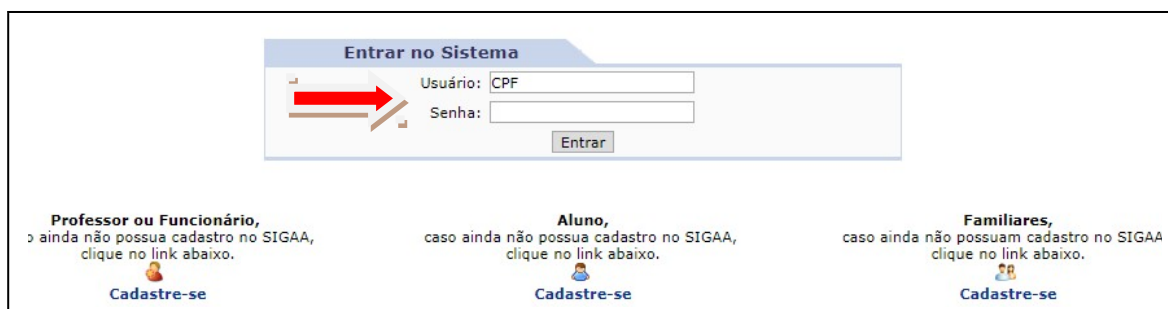 Entrar no Sistema
Usuário: CPF
Senha:
Entrar
Professor ou Funcionário,
o ainda não possua cadastro no SIGAA,
clique no link abaixo.
Cadastre-se
Aluno,
caso ainda não possua cadastro no SIGAA,
clique no link abaixo.
Cadastre-se
Familiares,
caso ainda não possuam cadastro no SIGAA
clique no link abaixo.
Cadastre-se